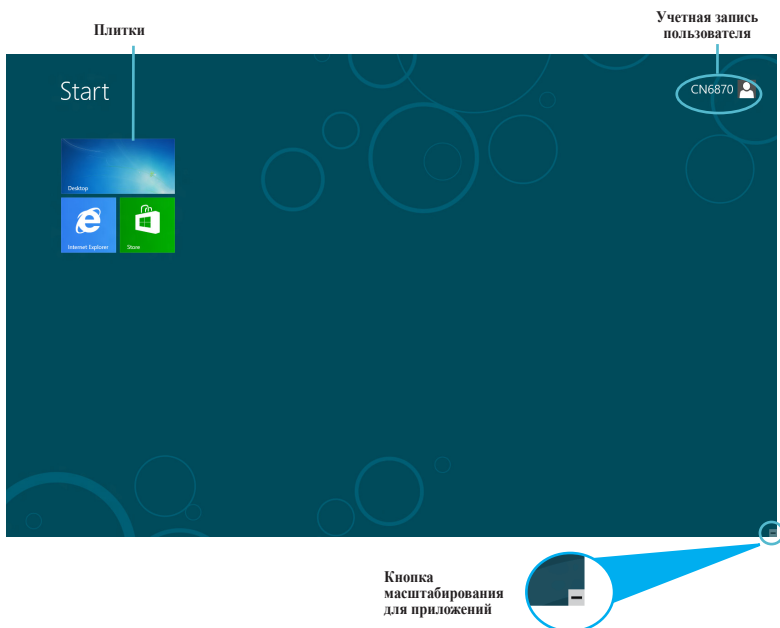 Плитки
Учетная запись
пользователя
Start
CN6870
Desktop
Internet Explorer
Store
Кнопка
масштабирования
для приложений